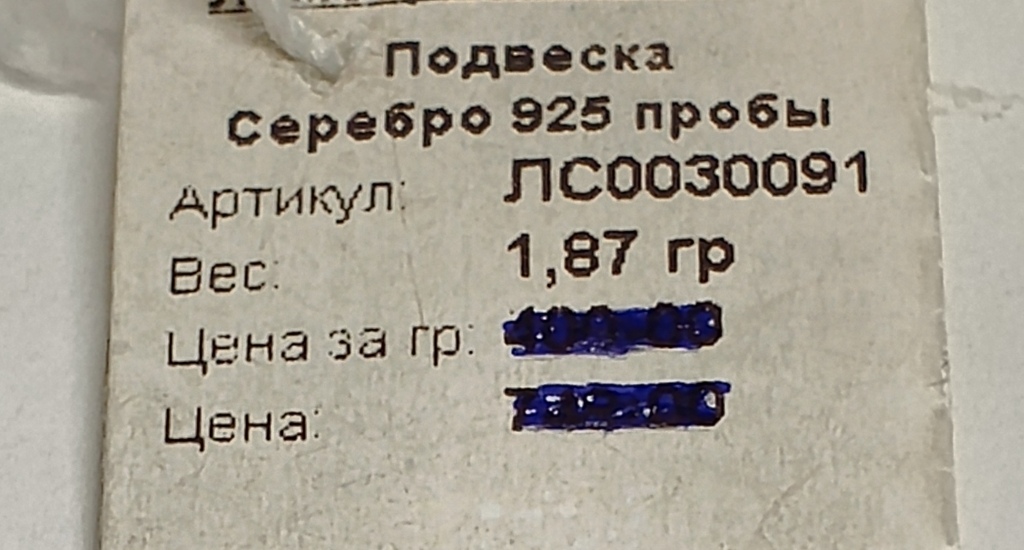 Подвеска
Серебро 925 пробы
Артикул: ЛС0030091
Вес: 1,87 гр
Цена за гр:
Цена: